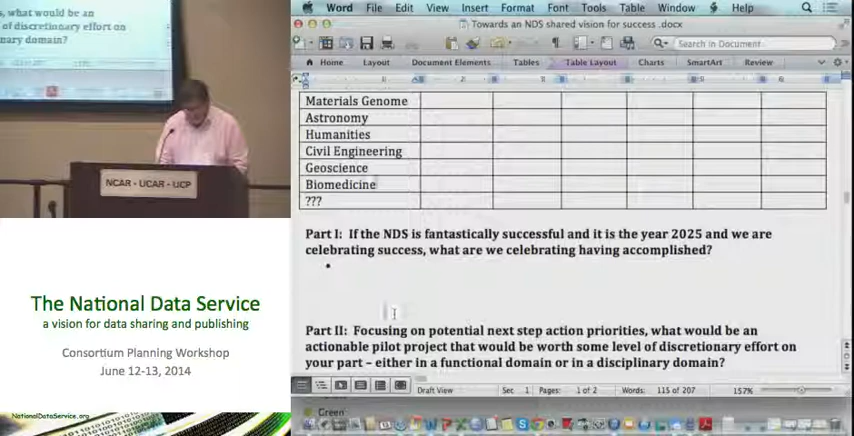 s, what would be an
of discretionary effort on
nary domain?
NCAR - UCAR - UCP
The National Data Service
a vision for data sharing and publishing
Consortium Planning Workshop
June 12-13, 2014
NationalDataService.org
Word File Edit View Insert Format Font Tools Table Window Help
Towards an NDS shared vision for success .docx
Search in Document
Home Layout Document Elements Tables Table Layout Charts SmartArt Review
Materials Genome
Astronomy
Humanities
Civil Engineering
Geoscience
Biomedicine
???
Part I: If the NDS is fantastically successful and it is the year 2025 and we are
celebrating success, what are we celebrating having accomplished?
•
Part II: Focusing on potential next step action priorities, what would be an
actionable pilot project that would be worth some level of discretionary effort on
your part – either in a functional domain or in a disciplinary domain?
Draft View Sec 1 Pages: 1 of 2 Words: 115 of 207 157%
Green